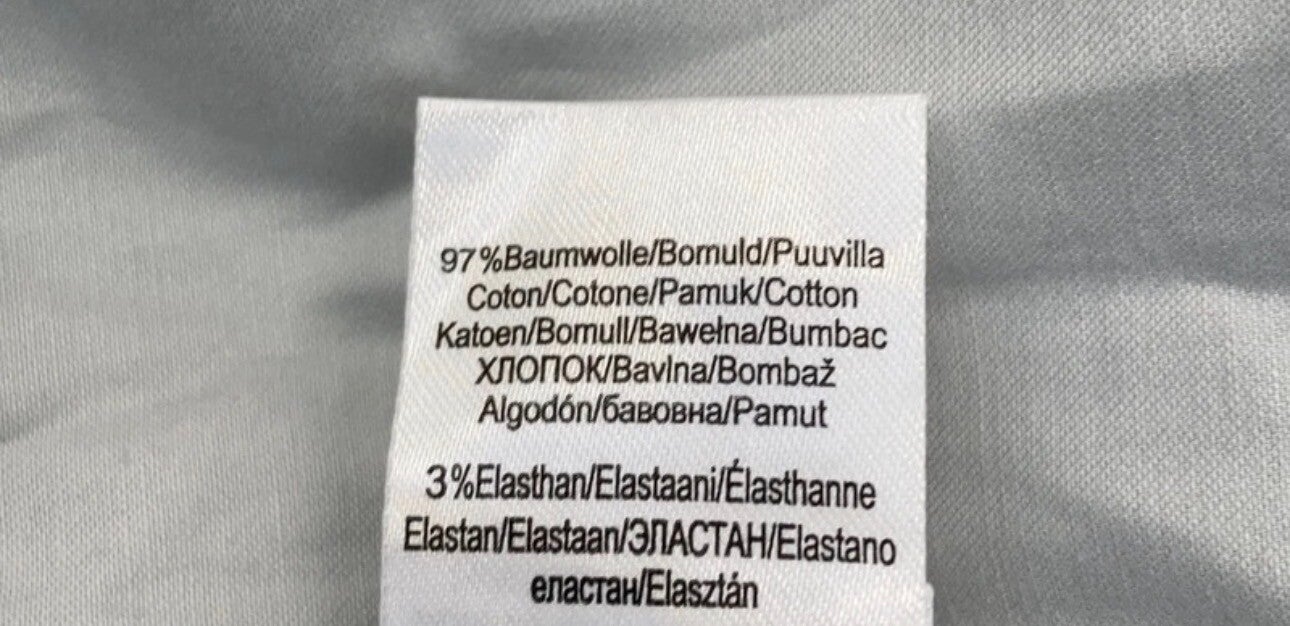 97%Baumwolle/Bomuld/Puuvilla
Coton/Cotone/Pamuk/Cotton
Katoen/Bomull/Bawełna/Bumbac
ХЛОПОК/Bavlna/Bombaž
Algodón/бавовна/Pamut
3%Elasthan/Elastaani/Élasthanne
Elastan/Elastaan/ЭЛАСТАН/Elastano
еластан/Elasztán